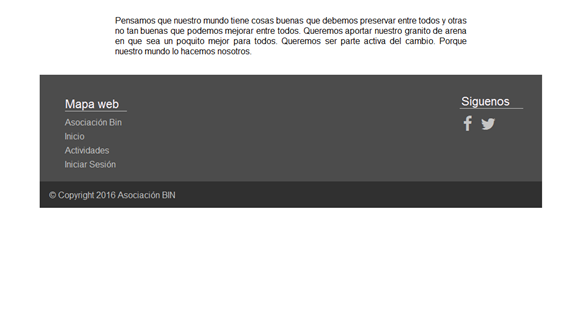 Pensamos que nuestro mundo tiene cosas buenas que debemos preservar entre todos y otras
no tan buenas que podemos mejorar entre todos. Queremos aportar nuestro granito de arena
en que sea un poquito mejor para todos. Queremos ser parte activa del cambio. Porque
nuestro mundo lo hacemos nosotros.
Mapa web
Siguenos
Asociación Bin
Inicio
Actividades
Iniciar Sesión
© Copyright 2016 Asociación BIN